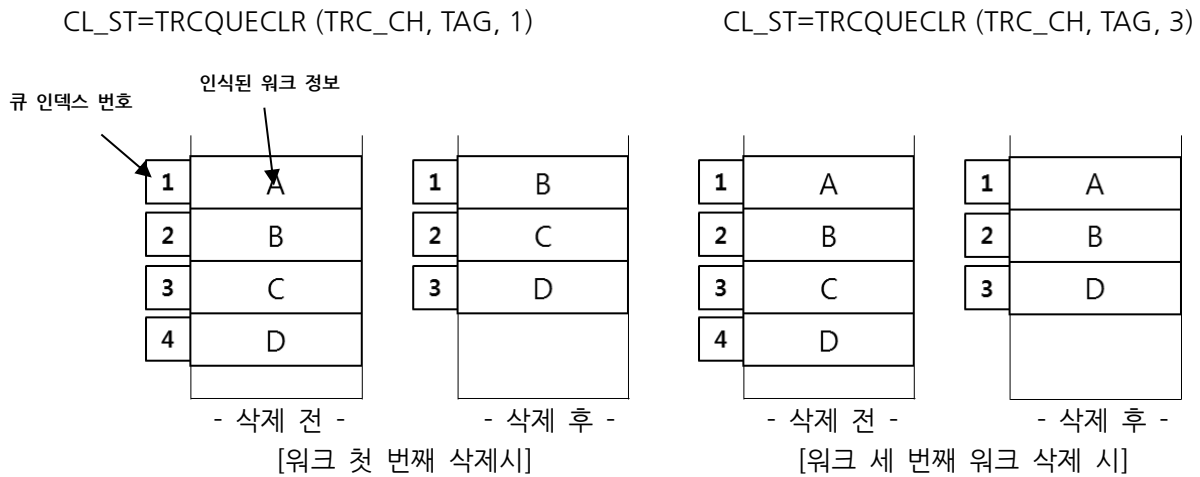 CL_ST=TRCQUECLR (TRC_CH, TAG, 1)
CL_ST=TRCQUECLR (TRC_CH, TAG, 3)
큐 인덱스 번호
인식된 워크 정보
1 A
2 B
3 C
4 D
- 삭제 전 -
1 B
2 C
3 D
- 삭제 후 -
[워크 첫 번째 삭제시]
1 A
2 B
3 C
4 D
- 삭제 전 -
1 A
2 B
3 D
- 삭제 후 -
[워크 세 번째 워크 삭제 시]